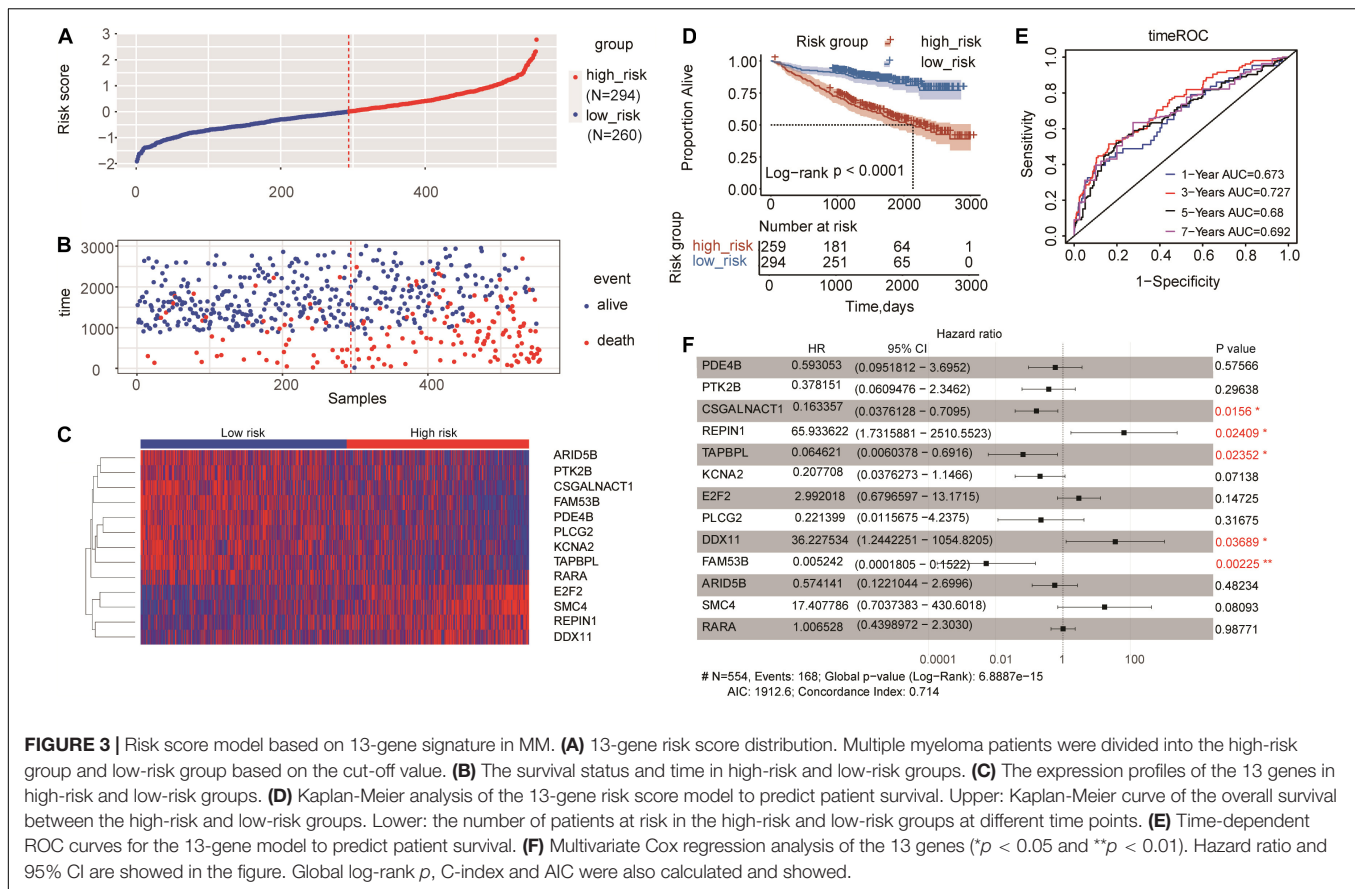 A
3
2
1
0
−1
−2
Risk score
0
200
400
group
high_risk
(N=294)
low_risk
(N=260)
B
3000
2000
1000
0
time
0
200
400
Samples
event
alive
death
C
Low risk
High risk
ARID5B
PTK2B
CSGALNACT1
FAM53B
PDE4B
PLCG2
KCNA2
TAPBPL
RARA
E2F2
SMC4
REPIN1
DDX11
D
Risk group
high_risk
low_risk
1.00
0.75
0.50
0.25
0.00
Proportion Alive
Log−rank p < 0.0001
0 1000 2000 3000
Number at risk
Risk group
high_risk 259 181 64 1
low_risk 294 251 65 0
0 1000 2000 3000
Time,days
E
timeROC
Sensitivity
1.0
0.8
0.6
0.4
0.2
0.0
1−Year AUC=0.673
3−Years AUC=0.727
5−Years AUC=0.68
7−Years AUC=0.692
0.0 0.2 0.4 0.6 0.8 1.0
1−Specificity
F
Hazard ratio
HR 95% CI P value
PDE4B 0.593053 (0.0951812 − 3.6952) 0.57566
PTK2B 0.378151 (0.0609476 − 2.3462) 0.29638
CSGALNACT1 0.163357 (0.0376128 − 0.7095) 0.0156 *
REPIN1 65.933622 (1.7315881 − 2510.5523) 0.02409 *
TAPBPL 0.064621 (0.0060378 − 0.6916) 0.02352 *
KCNA2 0.207708 (0.0376273 − 1.1466) 0.07138
E2F2 2.992018 (0.6796597 − 13.1715) 0.14725
PLCG2 0.221399 (0.0115675 −4.2375) 0.31675
DDX11 36.227534 (1.2442251 − 1054.8205) 0.03689 *
FAM53B 0.005242 (0.0001805 − 0.1522) 0.00225 **
ARID5B 0.574141 (0.1221044 − 2.6996) 0.48234
SMC4 17.407786 (0.7037383 − 430.6018) 0.08093
RARA 1.006528 (0.4398972 − 2.3030) 0.98771
0.0001 0.01 1 100
# N=554, Events: 168; Global p−value (Log−Rank): 6.8887e−15
AIC: 1912.6; Concordance Index: 0.714
FIGURE 3 | Risk score model based on 13-gene signature in MM. (A) 13-gene risk score distribution. Multiple myeloma patients were divided into the high-risk
group and low-risk group based on the cut-off value. (B) The survival status and time in high-risk and low-risk groups. (C) The expression profiles of the 13 genes in
high-risk and low-risk groups. (D) Kaplan-Meier analysis of the 13-gene risk score model to predict patient survival. Upper: Kaplan-Meier curve of the overall survival
between the high-risk and low-risk groups. Lower: the number of patients at risk in the high-risk and low-risk groups at different time points. (E) Time-dependent
ROC curves for the 13-gene model to predict patient survival. (F) Multivariate Cox regression analysis of the 13 genes (*p < 0.05 and **p < 0.01). Hazard ratio and
95% CI are showed in the figure. Global log-rank p, C-index and AIC were also calculated and showed.